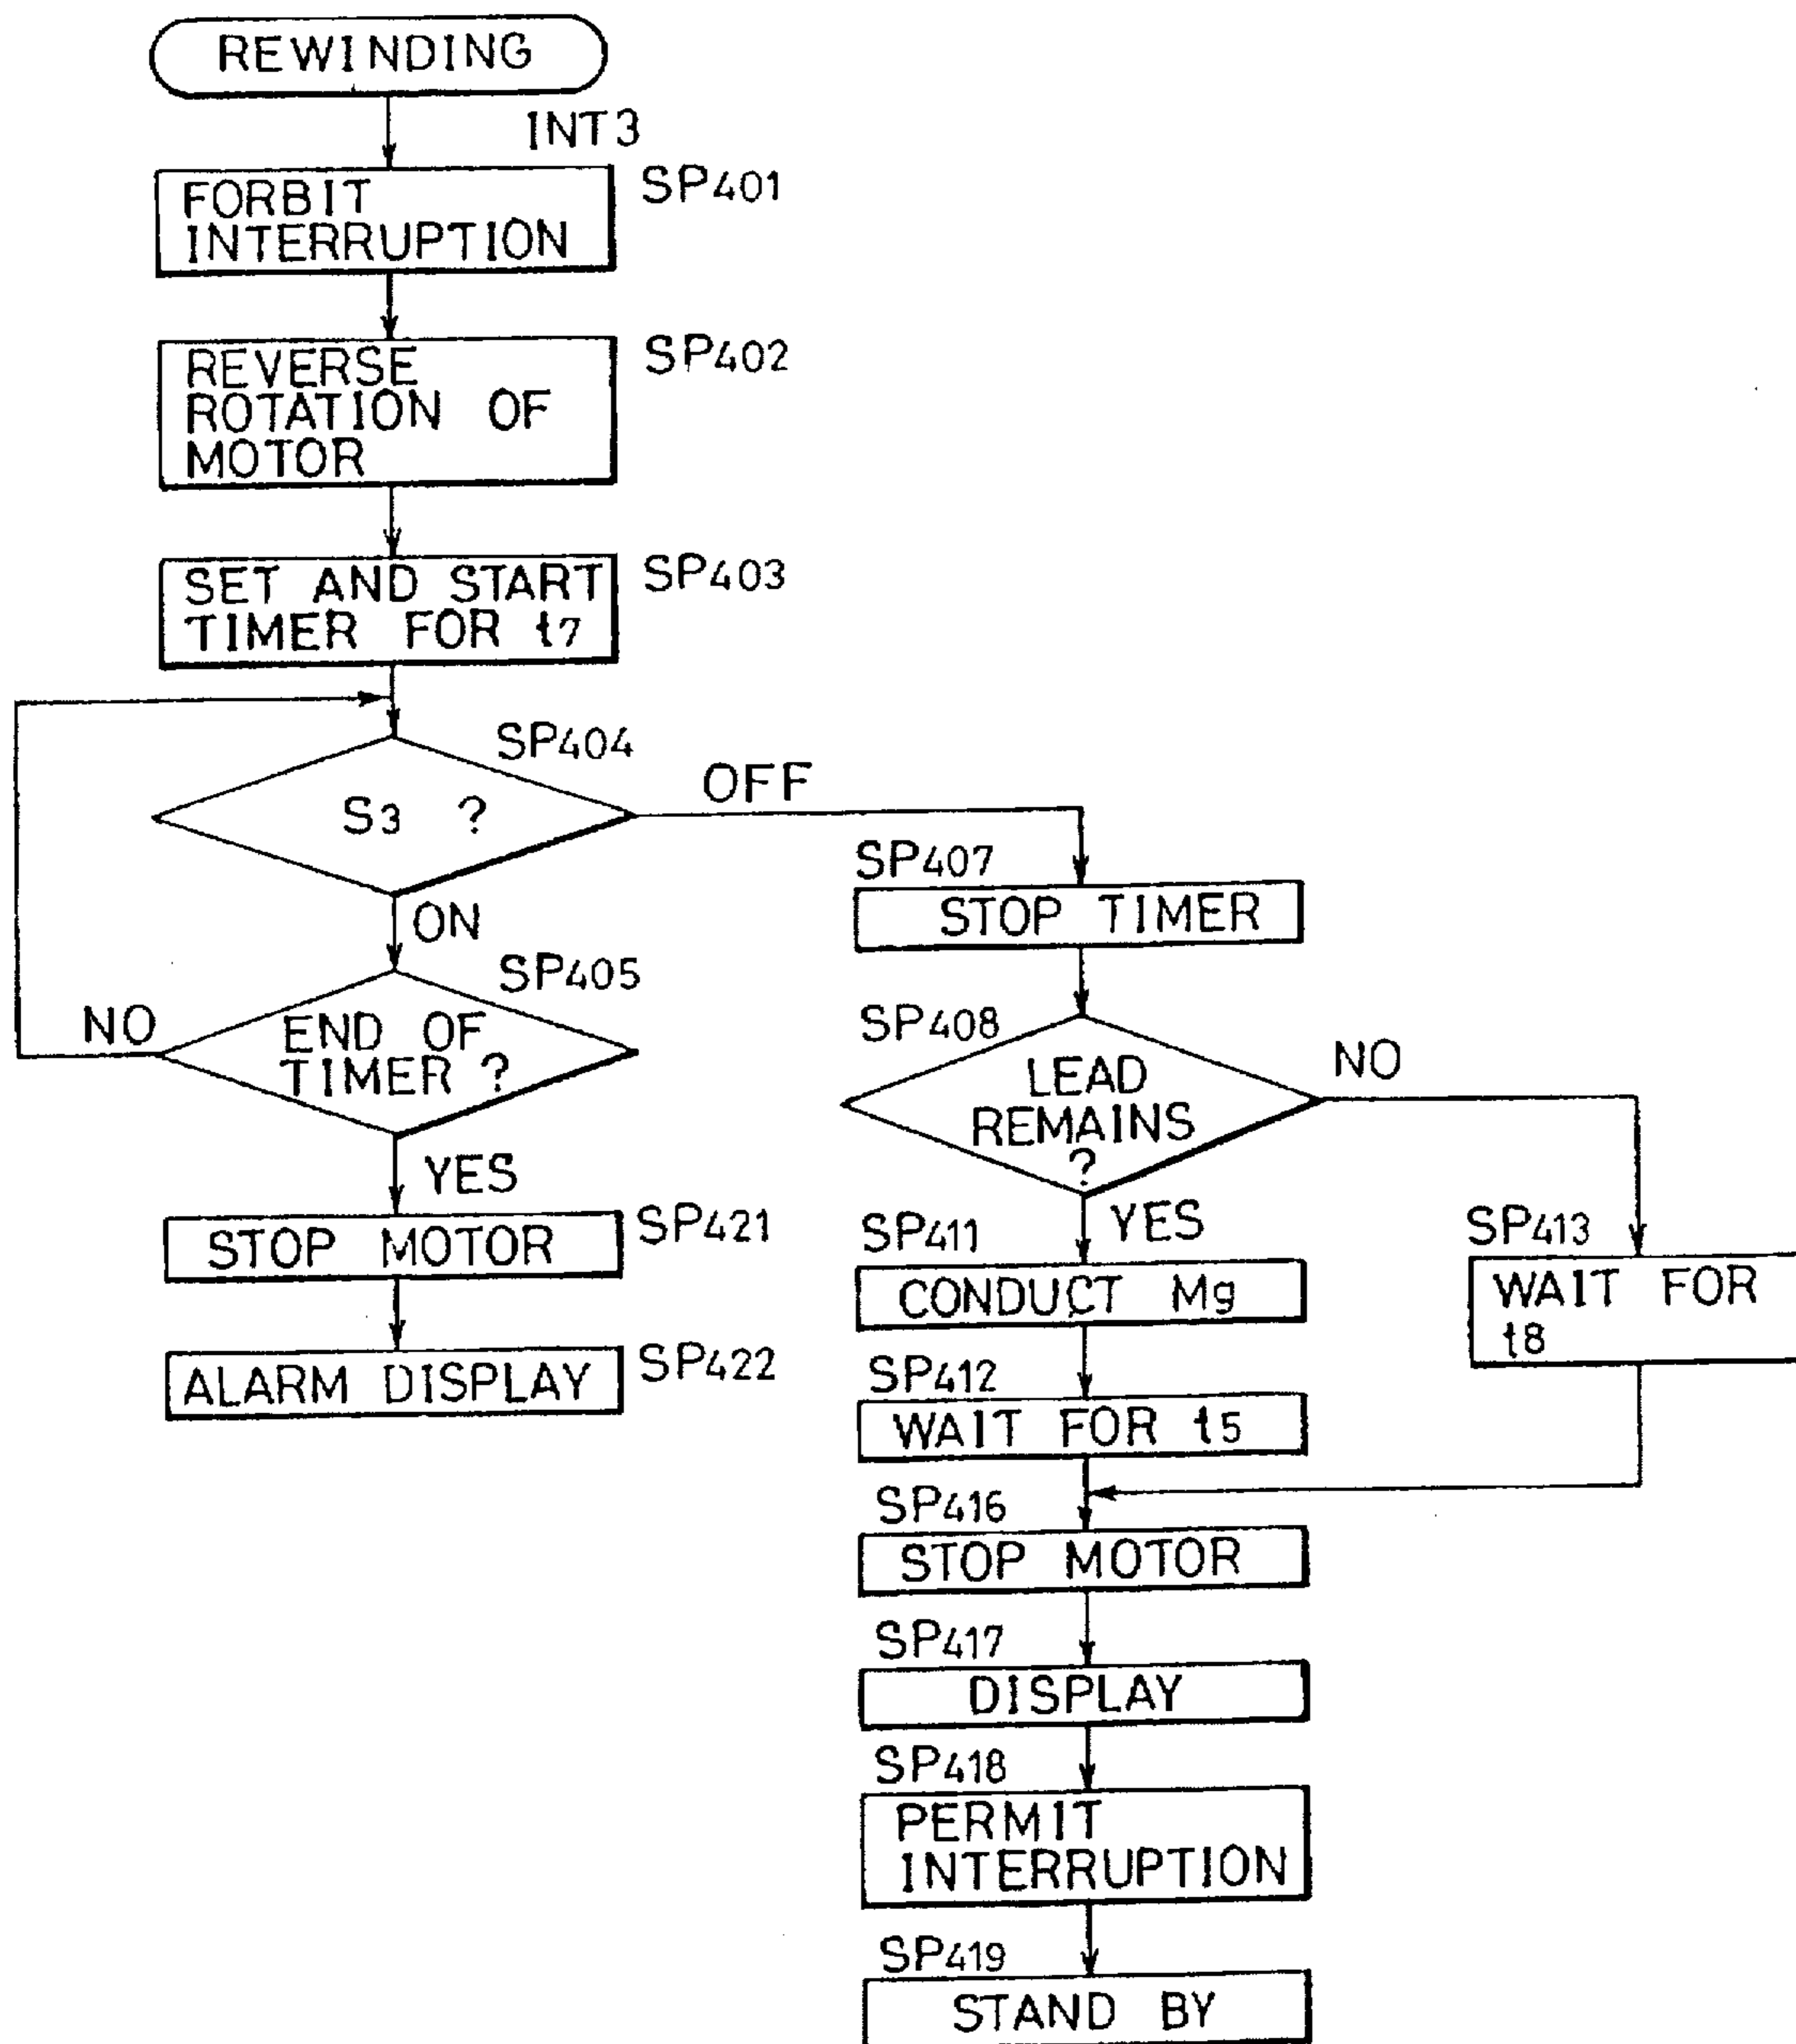 REWINDING
INT3
SP401
FORBIT
INTERRUPTION
SP402
REVERSE
ROTATION OF
MOTOR
SP403
SET AND START
TIMER FOR t7
SP404
S3 ?
OFF
ON
SP405
END OF
TIMER ?
NO
YES
SP421
STOP MOTOR
SP422
ALARM DISPLAY
SP407
STOP TIMER
SP408
LEAD
REMAINS
?
NO
YES
SP411
CONDUCT Mg
SP413
WAIT FOR
t8
SP412
WAIT FOR t5
SP416
STOP MOTOR
SP417
DISPLAY
SP418
PERMIT
INTERRUPTION
SP419
STAND BY